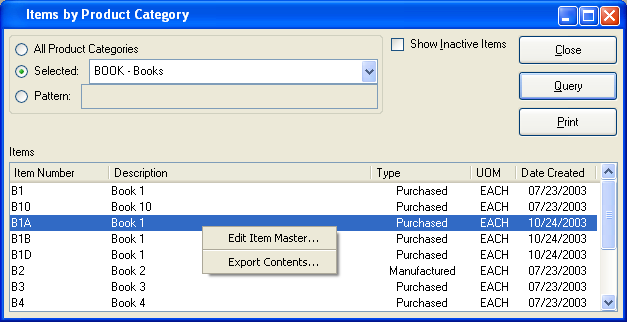 Items by Product Category
All Product Categories
Show Inactive Items
Close
Selected: BOOK - Books
Query
Pattern:
Print
Items
Item Number Description Type UOM Date Created
B1 Book 1 Purchased EACH 07/23/2003
B10 Book 10 Purchased EACH 07/23/2003
B1A Book 1 Purchased EACH 10/24/2003
B1B Book 1 Purchased EACH 10/24/2003
Edit Item Master...
B1D Book 1 Purchased EACH 10/24/2003
Export Contents...
B2 Book 2 Manufactured EACH 07/23/2003
B3 Book 3 Purchased EACH 07/23/2003
B4 Book 4 Purchased EACH 07/23/2003